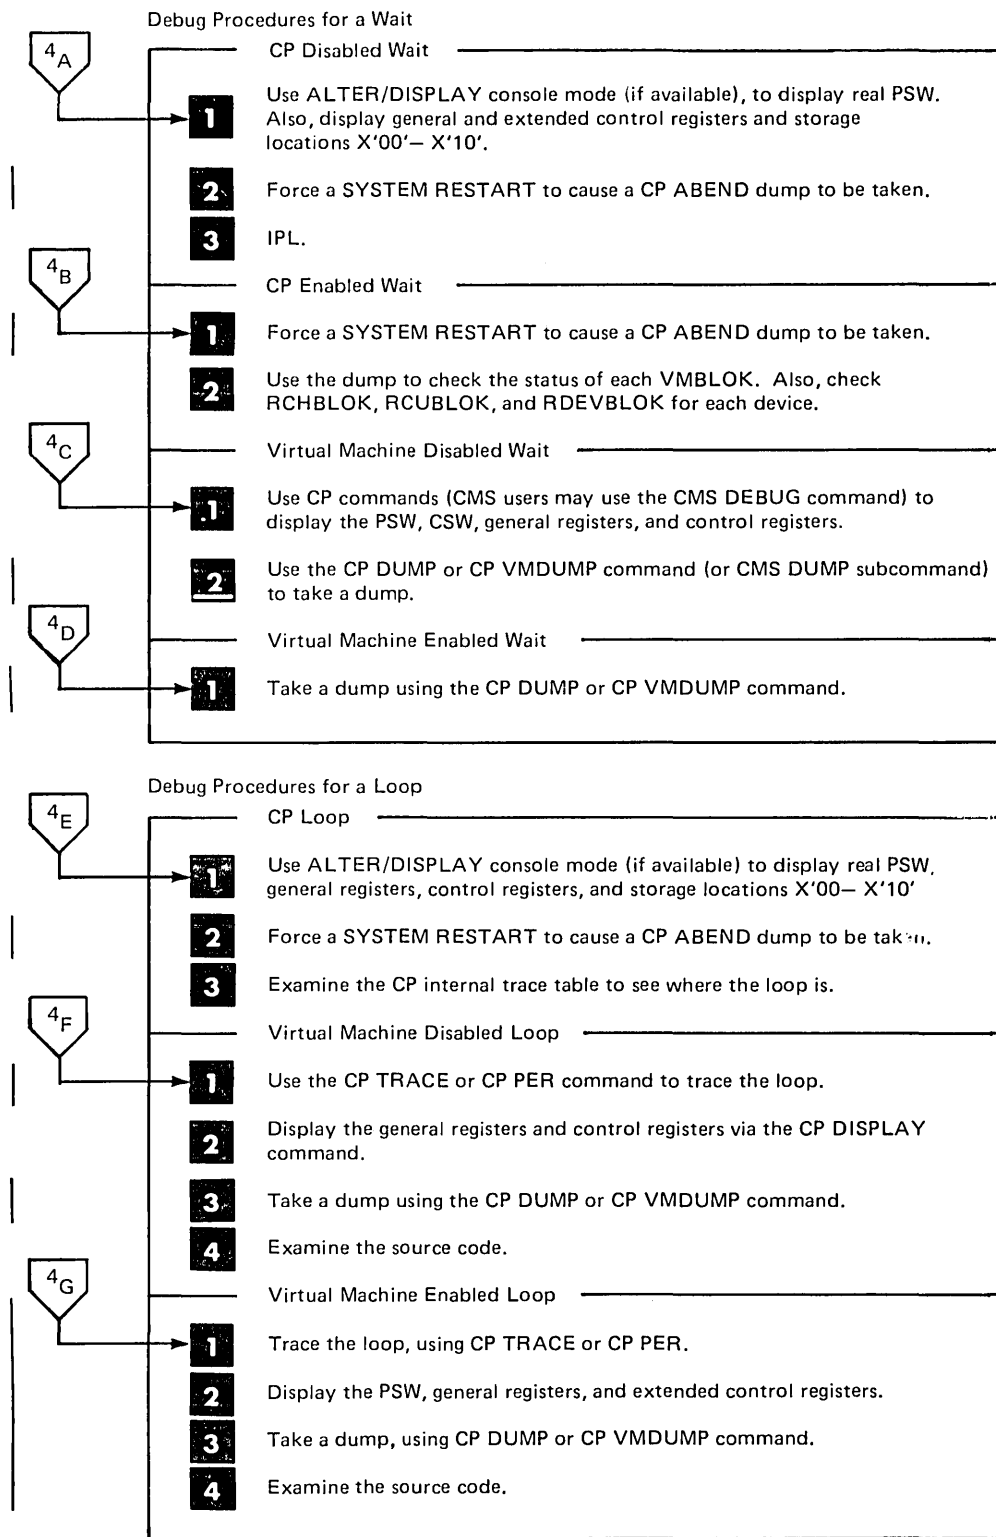 Debug Procedures for a Wait
4A
CP Disabled Wait
1
Use ALTER/DISPLAY console mode (if available), to display real PSW.
Also, display general and extended control registers and storage
locations X'00'– X'10'.
2
Force a SYSTEM RESTART to cause a CP ABEND dump to be taken.
3
IPL.
4B
CP Enabled Wait
1
Force a SYSTEM RESTART to cause a CP ABEND dump to be taken.
2
Use the dump to check the status of each VMBLOK. Also, check
RCHBLOK, RCUBLOK, and RDEVBLOK for each device.
4C
Virtual Machine Disabled Wait
1
Use CP commands (CMS users may use the CMS DEBUG command) to
display the PSW, CSW, general registers, and control registers.
2
Use the CP DUMP or CP VMDUMP command (or CMS DUMP subcommand)
to take a dump.
4D
Virtual Machine Enabled Wait
1
Take a dump using the CP DUMP or CP VMDUMP command.
Debug Procedures for a Loop
4E
CP Loop
1
Use ALTER/DISPLAY console mode (if available) to display real PSW,
general registers, control registers, and storage locations X'00– X'10'
2
Force a SYSTEM RESTART to cause a CP ABEND dump to be taken.
3
Examine the CP internal trace table to see where the loop is.
4F
Virtual Machine Disabled Loop
1
Use the CP TRACE or CP PER command to trace the loop.
2
Display the general registers and control registers via the CP DISPLAY
command.
3
Take a dump using the CP DUMP or CP VMDUMP command.
4
Examine the source code.
4G
Virtual Machine Enabled Loop
1
Trace the loop, using CP TRACE or CP PER.
2
Display the PSW, general registers, and extended control registers.
3
Take a dump, using CP DUMP or CP VMDUMP command.
4
Examine the source code.